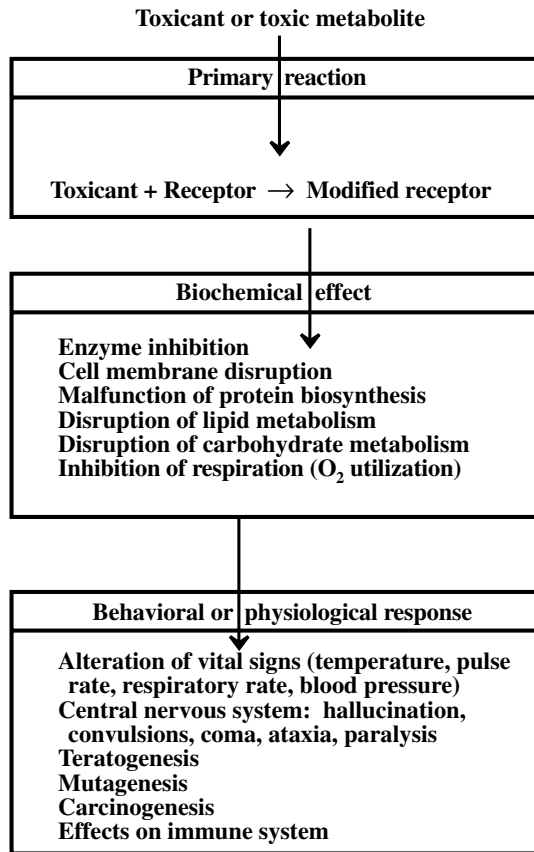 Toxicant or toxic metabolite
Primary reaction
Toxicant + Receptor → Modified receptor
Biochemical effect
Enzyme inhibition
Cell membrane disruption
Malfunction of protein biosynthesis
Disruption of lipid metabolism
Disruption of carbohydrate metabolism
Inhibition of respiration (O₂ utilization)
Behavioral or physiological response
Alteration of vital signs (temperature, pulse
rate, respiratory rate, blood pressure)
Central nervous system: hallucination,
convulsions, coma, ataxia, paralysis
Teratogenesis
Mutagenesis
Carcinogenesis
Effects on immune system